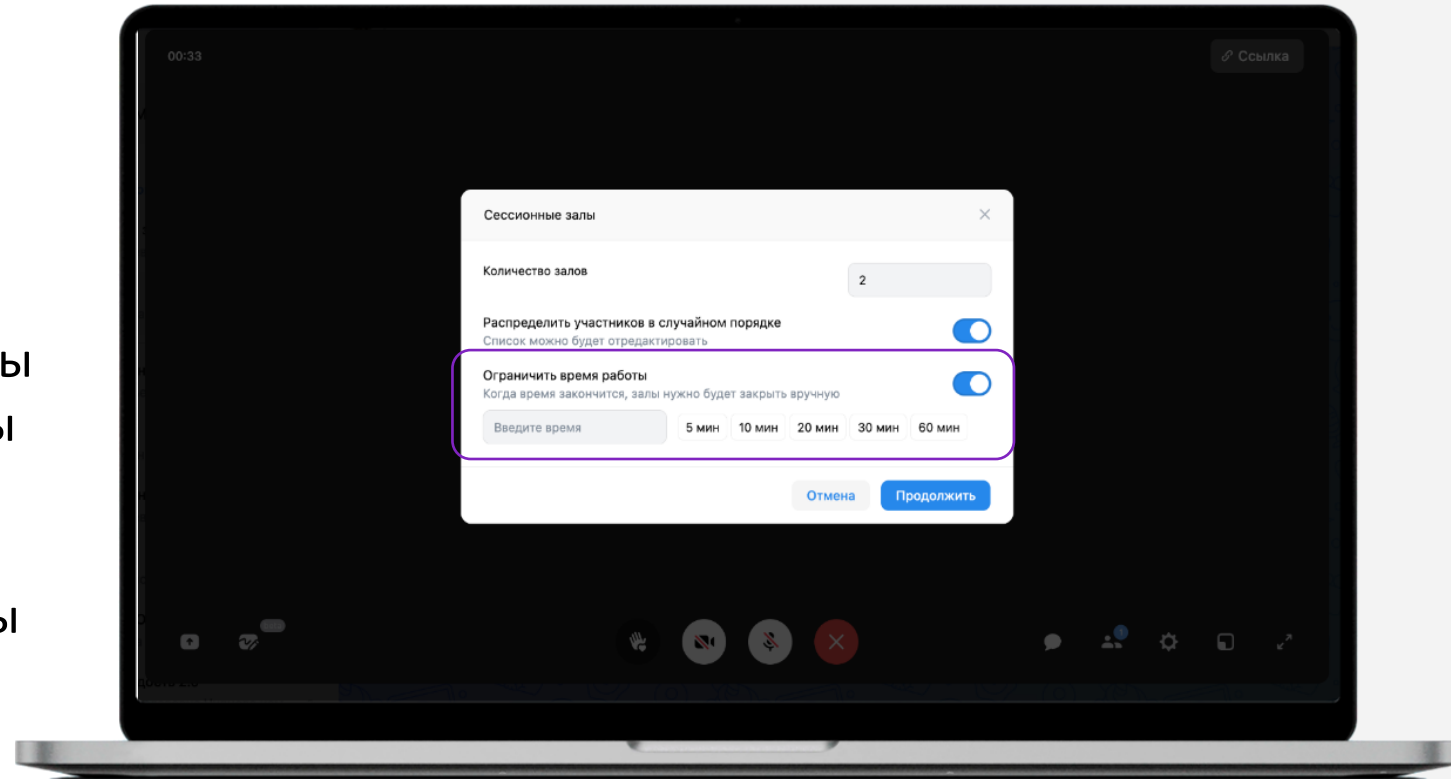 00:33
Ссылка
Сессионные залы
Количество залов
2
Распределить участников в случайном порядке
Список можно будет отредактировать
Ограничить время работы
Когда время закончится, залы нужно будет закрыть вручную
Введите время
5 мин 10 мин 20 мин 30 мин 60 мин
Отмена
Продолжить